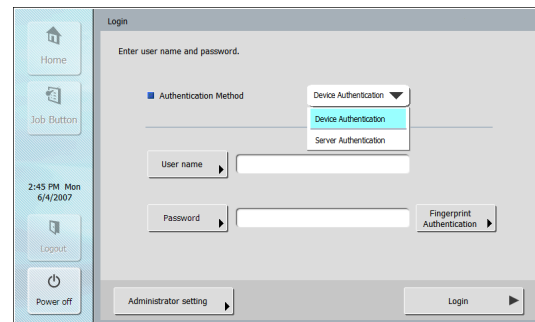 Login
Home
Job Button
2:45 PM Mon
6/4/2007
Logout
Power off
Enter user name and password.
Authentication Method
Device Authentication
Device Authentication
Server Authentication
User name
Password
Fingerprint
Authentication
Administrator setting
Login